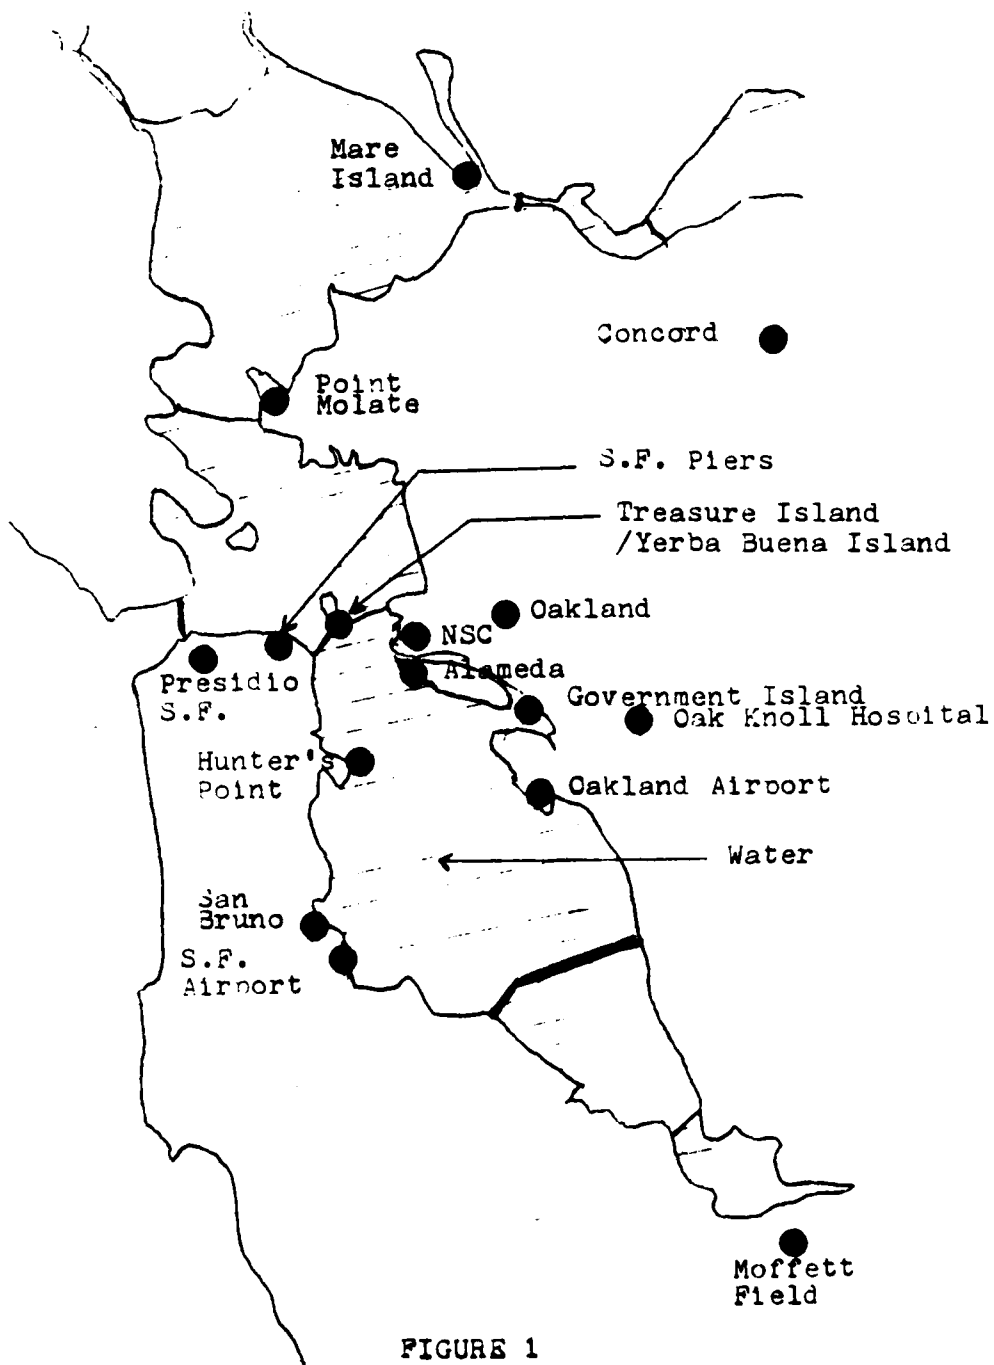 Mare
Island
Concord
Point
Molate
S.F. Piers
Treasure Island
/Yerba Buena Island
Oakland
NSC
Alameda
Presidio
S.F.
Government Island
Oak Knoll Hospital
Hunter's
Point
Oakland Airport
Water
San
Bruno
S.F.
Airport
Moffett
Field
FIGURE 1